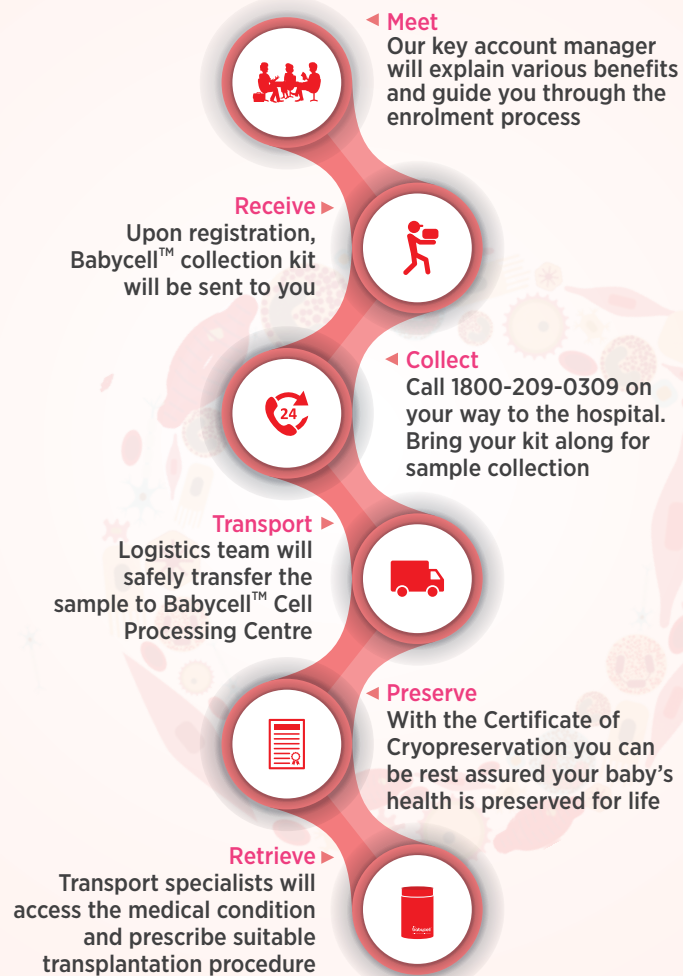 Meet
Our key account manager
will explain various benefits
and guide you through the
enrolment process
Receive
Upon registration,
Babycell™ collection kit
will be sent to you
24
Collect
Call 1800-209-0309 on
your way to the hospital.
Bring your kit along for
sample collection
Transport
Logistics team will
safely transfer the
sample to Babycell™ Cell
Processing Centre
Preserve
With the Certificate of
Cryopreservation you can
be rest assured your baby's
health is preserved for life
Retrieve
Transport specialists will
access the medical condition
and prescribe suitable
transplantation procedure
babycell